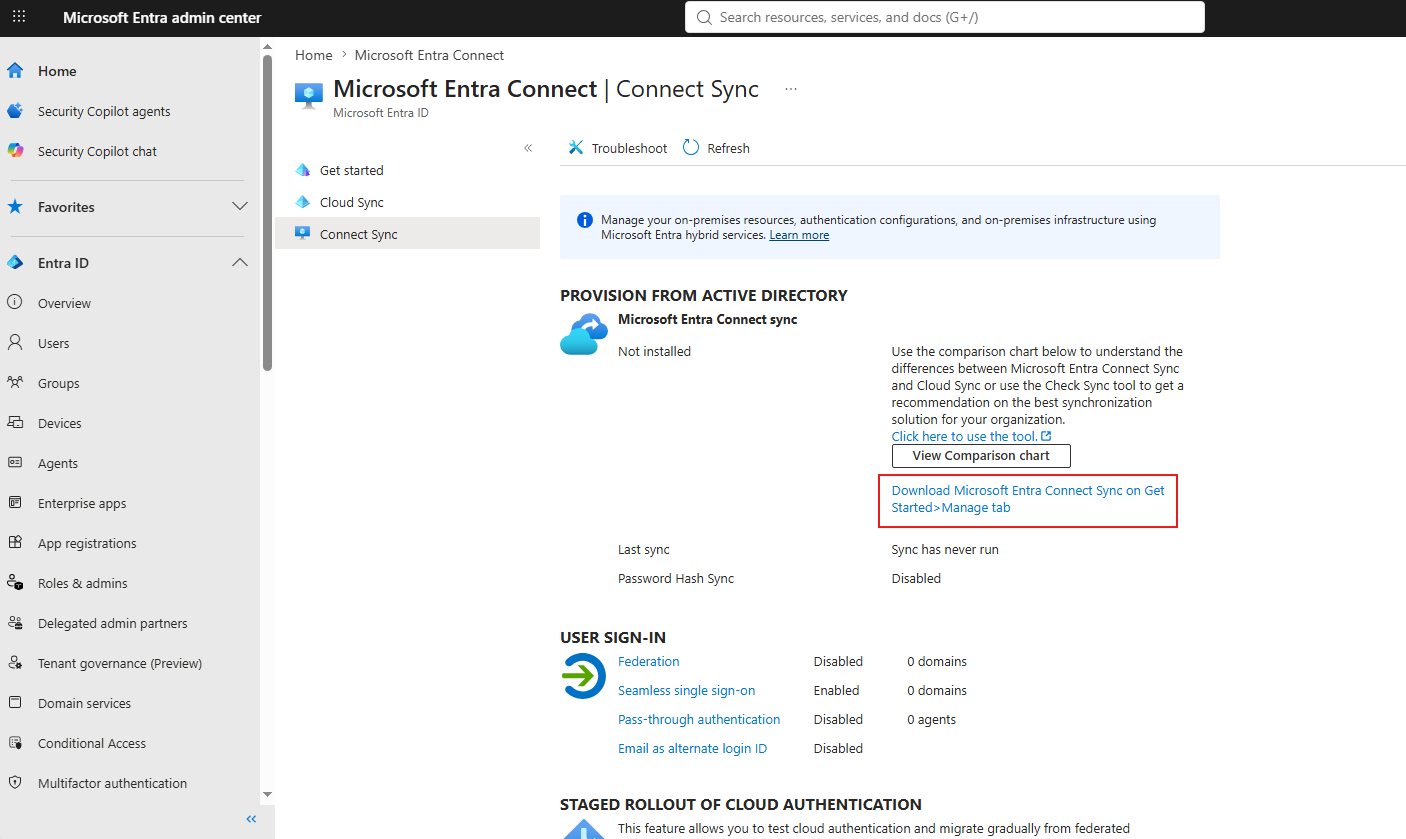 Microsoft Entra admin center
Search resources, services, and docs (G+/)
Home
Security Copilot agents
Security Copilot chat
Favorites
Entra ID
Overview
Users
Groups
Devices
Agents
Enterprise apps
App registrations
Roles & admins
Delegated admin partners
Tenant governance (Preview)
Domain services
Conditional Access
Multifactor authentication
«
Home > Microsoft Entra Connect
Microsoft Entra Connect | Connect Sync ...
Microsoft Entra ID
«
Get started
Cloud Sync
Connect Sync
Troubleshoot Refresh
Manage your on-premises resources, authentication configurations, and on-premises infrastructure using
Microsoft Entra hybrid services. Learn more
PROVISION FROM ACTIVE DIRECTORY
Microsoft Entra Connect sync
Not installed
Use the comparison chart below to understand the
differences between Microsoft Entra Connect Sync
and Cloud Sync or use the Check Sync tool to get a
recommendation on the best synchronization
solution for your organization.
Click here to use the tool.
View Comparison chart
Download Microsoft Entra Connect Sync on Get
Started>Manage tab
Last sync Sync has never run
Password Hash Sync Disabled
USER SIGN-IN
Federation Disabled 0 domains
Seamless single sign-on Enabled 0 domains
Pass-through authentication Disabled 0 agents
Email as alternate login ID Disabled
STAGED ROLLOUT OF CLOUD AUTHENTICATION
This feature allows you to test cloud authentication and migrate gradually from federated